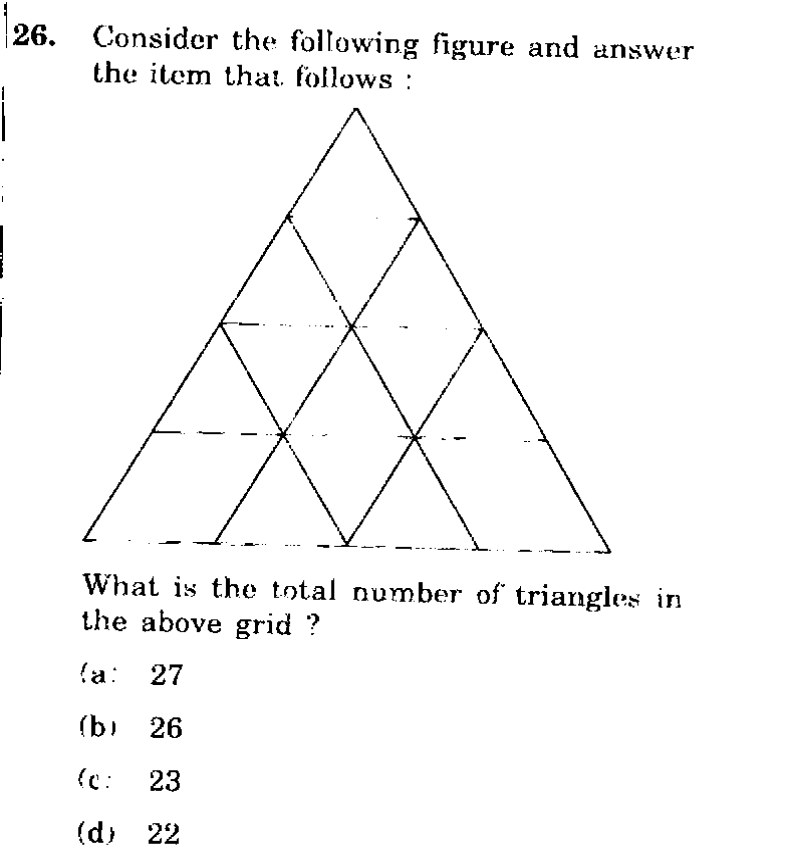 26. Consider the following figure and answer
the item that follows :
What is the total number of triangles in
the above grid ?
(a) 27
(b) 26
(c) 23
(d) 22